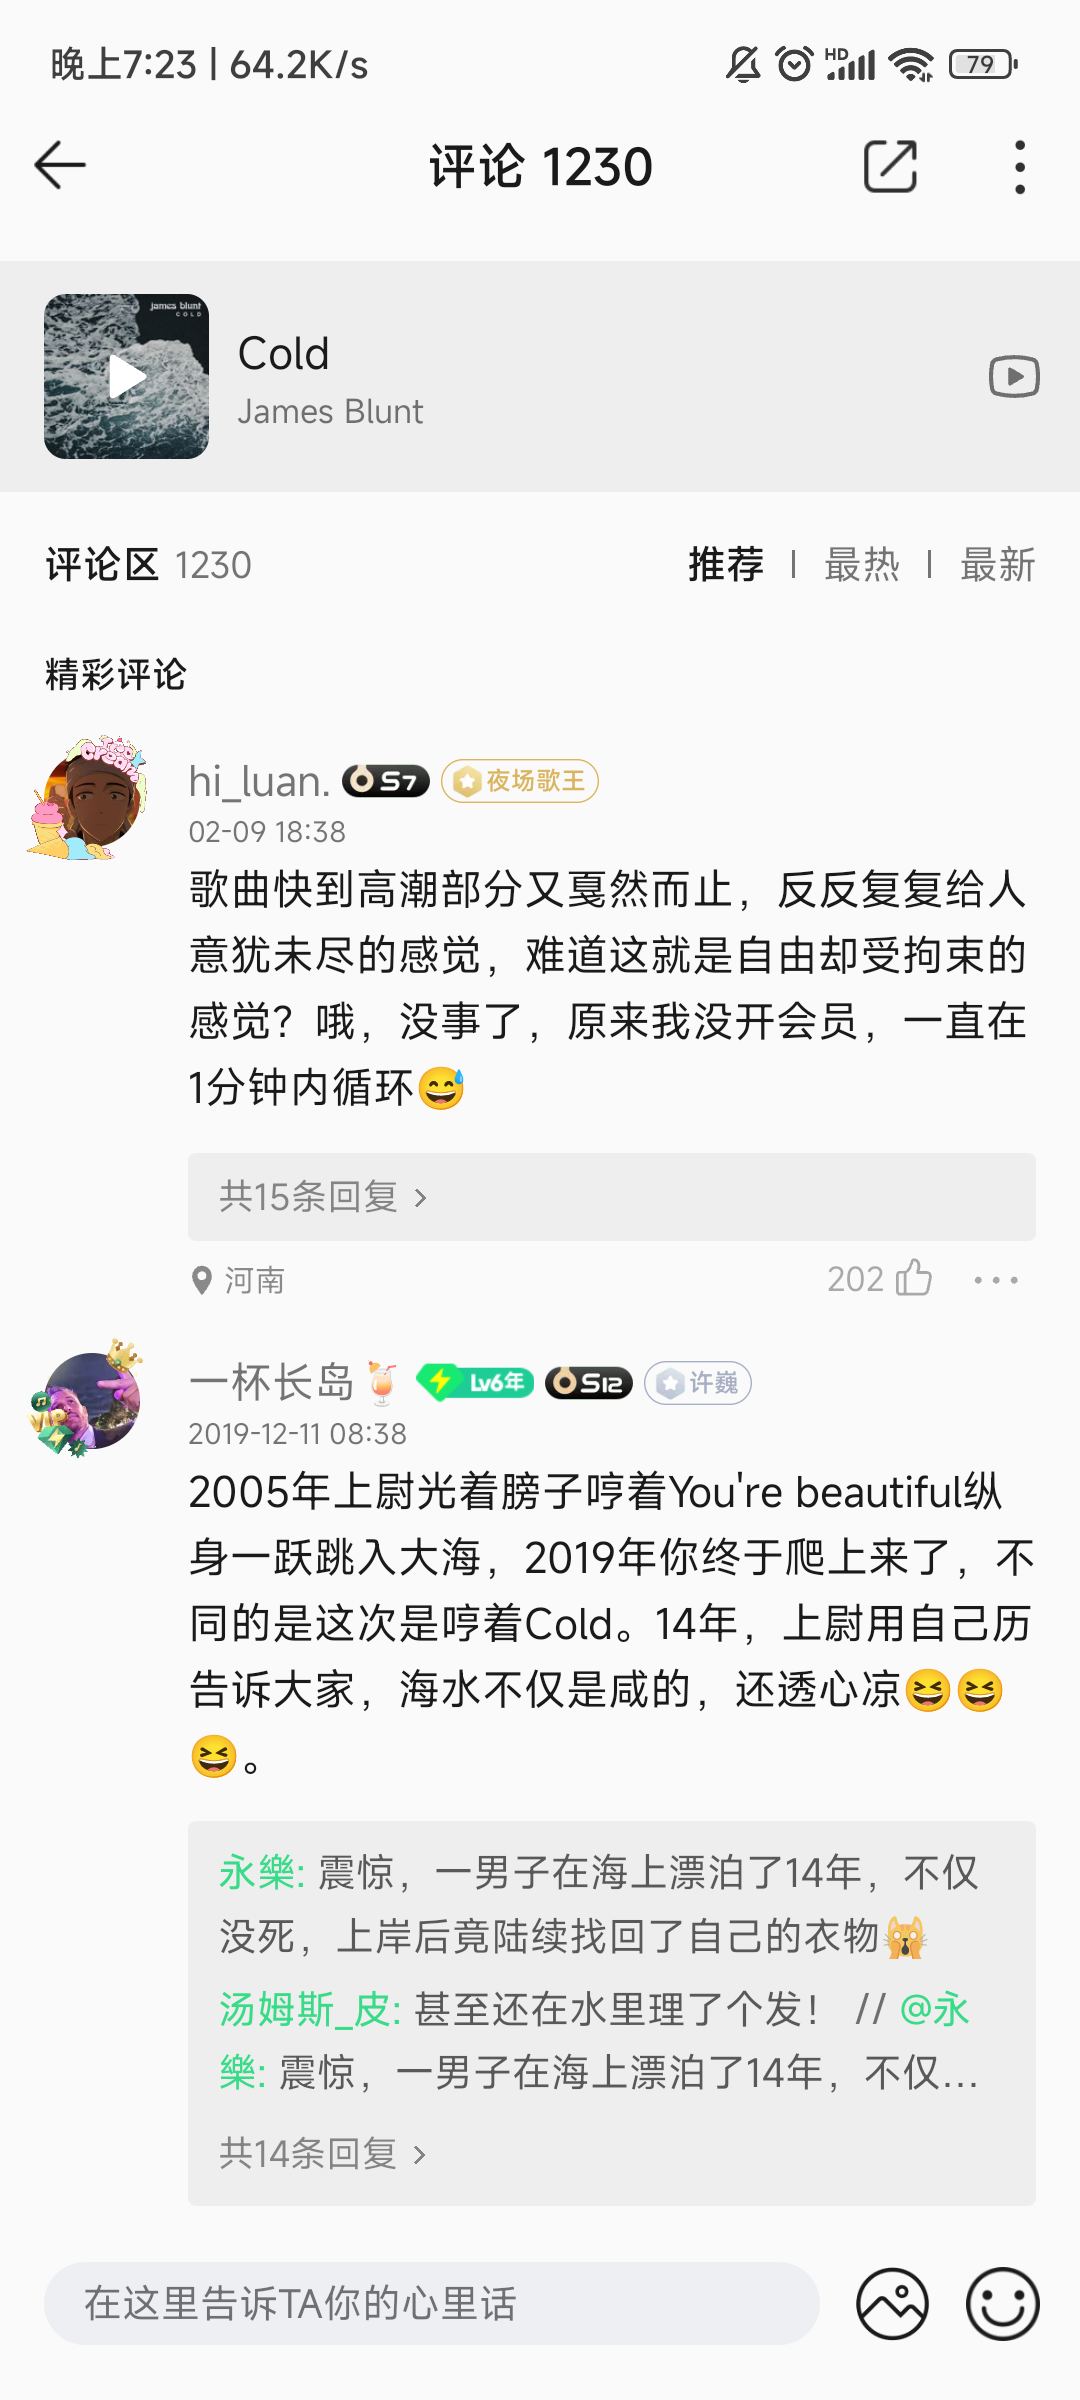 晚上7:23 | 64.2K/s
HD
79
评论 1230
james blunt
COLD
Cold
James Blunt
评论区 1230
推荐 | 最热 | 最新
精彩评论
Ice Cream
hi_luan. S7 夜场歌王
02-09 18:38
歌曲快到高潮部分又戛然而止，反反复复给人
意犹未尽的感觉，难道这就是自由却受拘束的
感觉？哦，没事了，原来我没开会员，一直在
1分钟内循环😅
共15条回复 >
河南
202
一杯长岛🍹 Lv6年 S12 许巍
VIP
2019-12-11 08:38
2005年上尉光着膀子哼着You're beautiful纵
身一跃跳入大海，2019年你终于爬上来了，不
同的是这次是哼着Cold。14年，上尉用自己历
告诉大家，海水不仅是咸的，还透心凉😆😆
😆。
永樂: 震惊，一男子在海上漂泊了14年，不仅
没死，上岸后竟陆续找回了自己的衣物🙀
汤姆斯_皮: 甚至还在水里理了个发！ // @永
樂: 震惊，一男子在海上漂泊了14年，不仅...
共14条回复 >
在这里告诉TA你的心里话